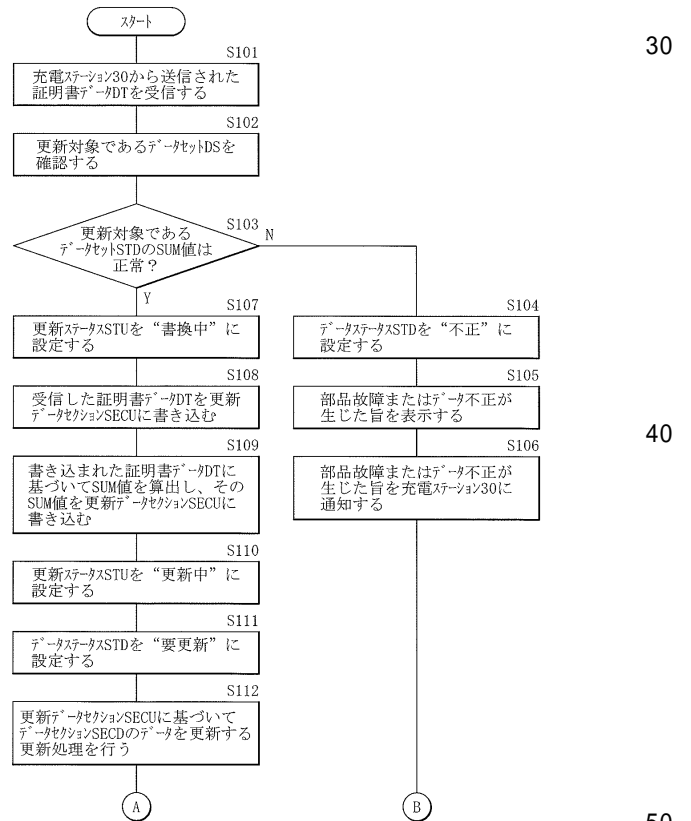 スタート
S101
充電ステーション30から送信された
証明書データDTを受信する
S102
更新対象であるデータセットDSを
確認する
S103
更新対象である
データセットSTDのSUM値は
正常？
N
Y
S107
更新ステータスSTUを“書換中”に
設定する
S108
受信した証明書データDTを更新
データセクションSECUに書き込む
S109
書き込まれた証明書データDTに
基づいてSUM値を算出し、その
SUM値を更新データセクションSECUに
書き込む
S110
更新ステータスSTUを“更新中”に
設定する
S111
データステータスSTDを“要更新”に
設定する
S112
更新データセクションSECUに基づいて
データセクションSECDのデータを更新する
更新処理を行う
A
S104
データステータスSTDを“不正”に
設定する
S105
部品故障またはデータ不正が
生じた旨を表示する
S106
部品故障またはデータ不正が
生じた旨を充電ステーション30に
通知する
B
30
40
50